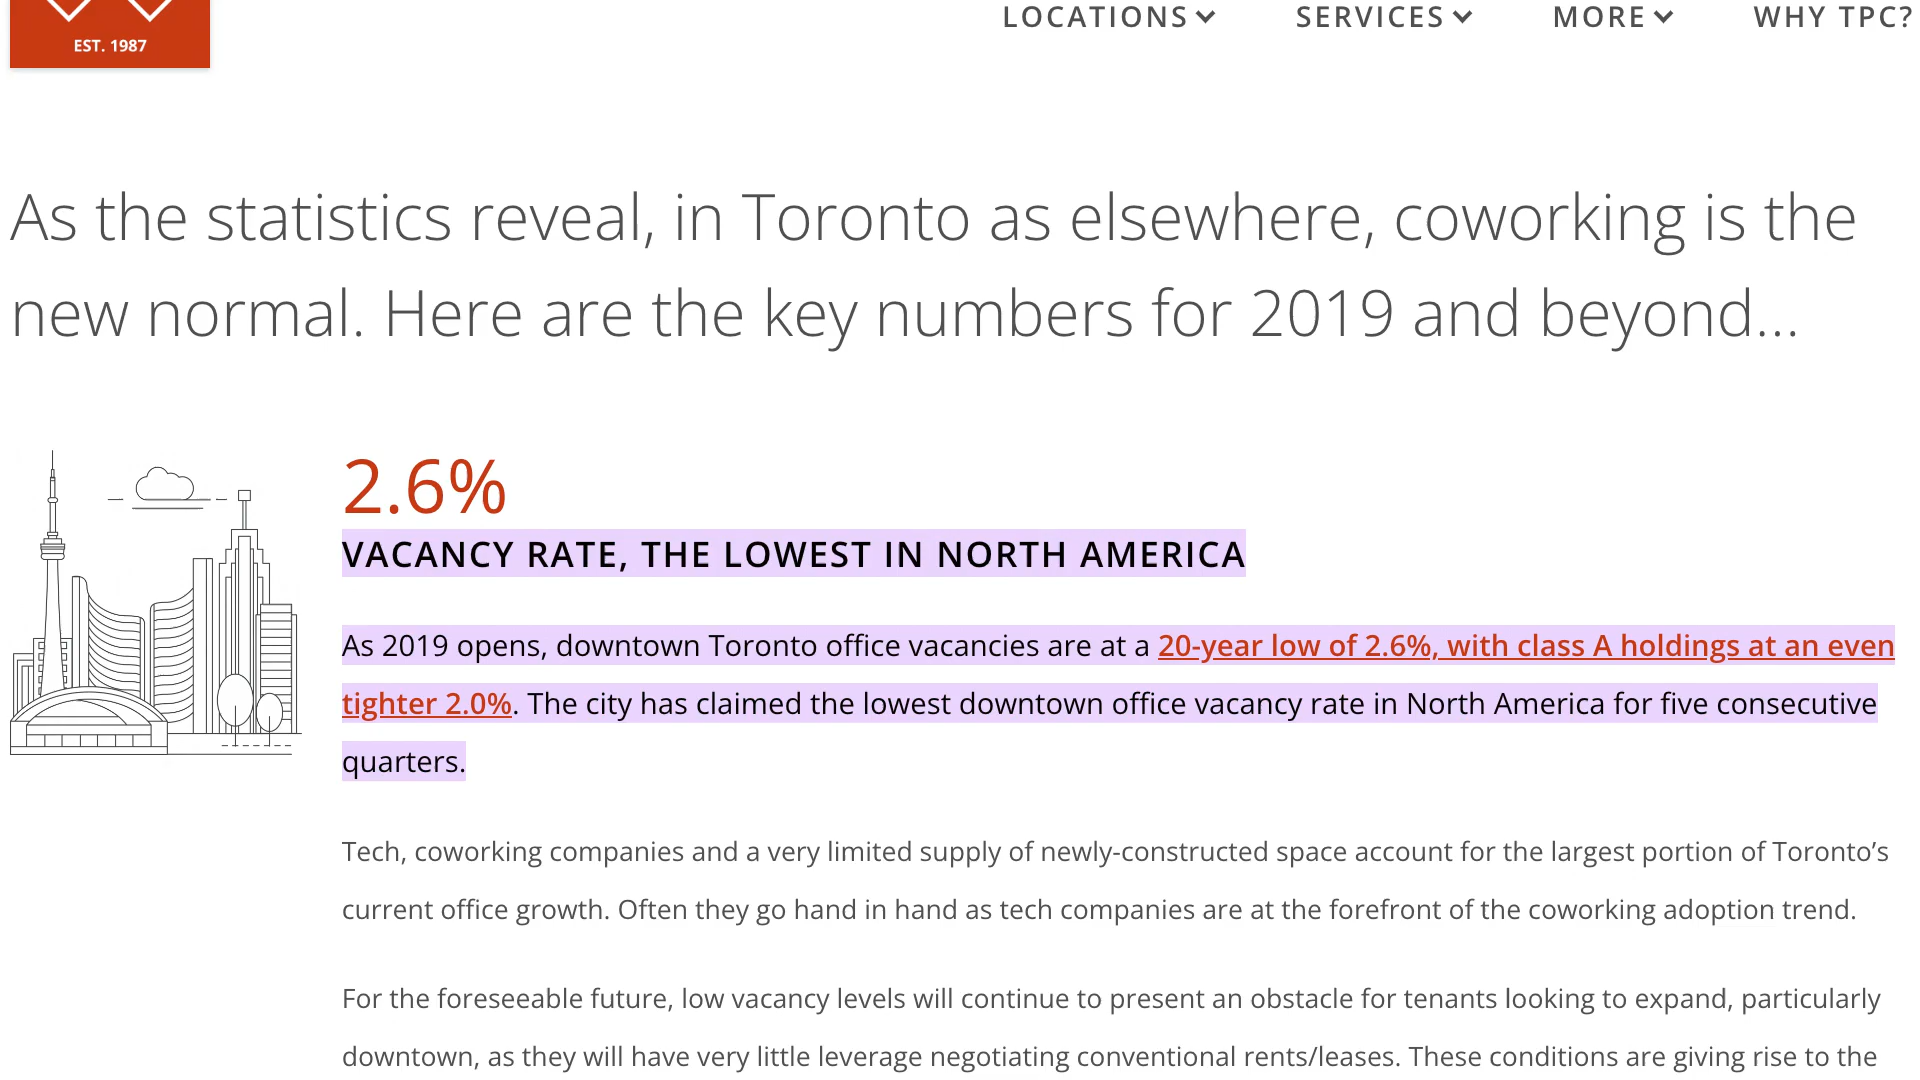 EST. 1987
LOCATIONS
SERVICES
MORE
WHY TPC?
As the statistics reveal, in Toronto as elsewhere, coworking is the
new normal. Here are the key numbers for 2019 and beyond...
2.6%
VACANCY RATE, THE LOWEST IN NORTH AMERICA
As 2019 opens, downtown Toronto office vacancies are at a 20-year low of 2.6%, with class A holdings at an even
tighter 2.0%. The city has claimed the lowest downtown office vacancy rate in North America for five consecutive
quarters.
Tech, coworking companies and a very limited supply of newly-constructed space account for the largest portion of Toronto’s
current office growth. Often they go hand in hand as tech companies are at the forefront of the coworking adoption trend.
For the foreseeable future, low vacancy levels will continue to present an obstacle for tenants looking to expand, particularly
downtown, as they will have very little leverage negotiating conventional rents/leases. These conditions are giving rise to the